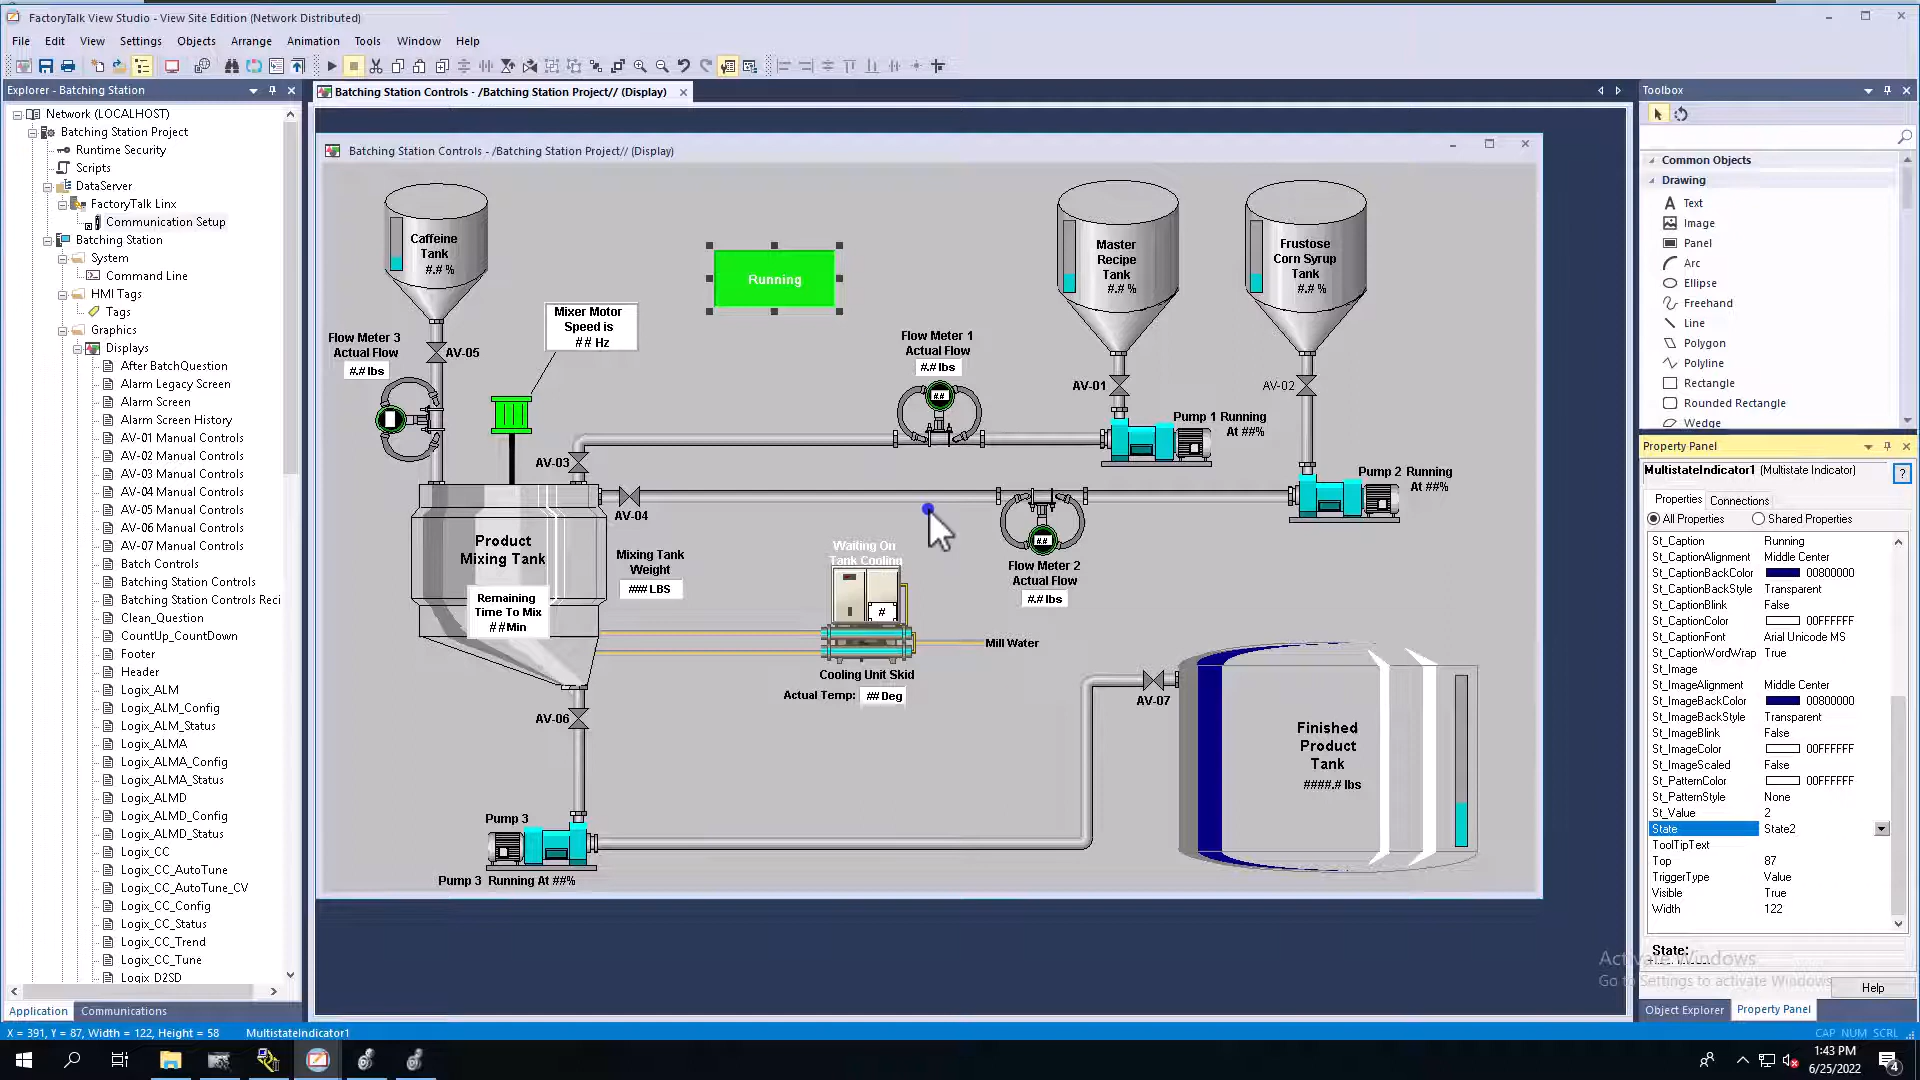 FactoryTalk View Studio - View Site Edition (Network Distributed)
File Edit View Settings Objects Arrange Animation Tools Window Help
Explorer - Batching Station
Network (LOCALHOST)
Batching Station Project
Runtime Security
Scripts
DataServer
FactoryTalk Linx
Communication Setup
Batching Station
System
Command Line
HMI Tags
Tags
Graphics
Displays
After BatchQuestion
Alarm Legacy Screen
Alarm Screen
Alarm Screen History
AV-01 Manual Controls
AV-02 Manual Controls
AV-03 Manual Controls
AV-04 Manual Controls
AV-05 Manual Controls
AV-06 Manual Controls
AV-07 Manual Controls
Batch Controls
Batching Station Controls
Batching Station Controls Reci
Clean_Question
CountUp_CountDown
Footer
Header
Logix_ALM
Logix_ALM_Config
Logix_ALM_Status
Logix_ALMA
Logix_ALMA_Config
Logix_ALMA_Status
Logix_ALMD
Logix_ALMD_Config
Logix_ALMD_Status
Logix_CC
Logix_CC_AutoTune
Logix_CC_AutoTune_CV
Logix_CC_Config
Logix_CC_Status
Logix_CC_Trend
Logix_CC_Tune
Logix_D2SD
Application Communications
Batching Station Controls - /Batching Station Project// (Display)
Batching Station Controls - /Batching Station Project// (Display)
Caffeine
Tank
#.# %
Running
Master
Recipe
Tank
#.# %
Frustose
Corn Syrup
Tank
#.# %
Mixer Motor
Speed is
## Hz
Flow Meter 3
Actual Flow
#.# lbs
AV-05
Flow Meter 1
Actual Flow
#.# lbs
#.#
AV-01
AV-02
Pump 1 Running
At ##%
AV-03
Pump 2 Running
At ##%
AV-04
Product
Mixing Tank
Mixing Tank
Weight
### LBS
Waiting On
Tank Cooling
#
#.#
Flow Meter 2
Actual Flow
#.# lbs
Remaining
Time To Mix
##Min
Mill Water
Cooling Unit Skid
Actual Temp: ## Deg
AV-06
AV-07
Finished
Product
Tank
####.# lbs
Pump 3
Pump 3 Running At ##%
Toolbox
Common Objects
Drawing
Text
Image
Panel
Arc
Ellipse
Freehand
Line
Polygon
Polyline
Rectangle
Rounded Rectangle
Wedge
Property Panel
MultistateIndicator1 (Multistate Indicator)
?
Properties Connections
All Properties Shared Properties
St_Caption Running
St_CaptionAlignment Middle Center
St_CaptionBackColor 00800000
St_CaptionBackStyle Transparent
St_CaptionBlink False
St_CaptionColor 00FFFFFF
St_CaptionFont Arial Unicode MS
St_CaptionWordWrap True
St_Image
St_ImageAlignment Middle Center
St_ImageBackColor 00800000
St_ImageBackStyle Transparent
St_ImageBlink False
St_ImageColor 00FFFFFF
St_ImageScaled False
St_PatternColor 00FFFFFF
St_PatternStyle None
St_Value 2
State State2
ToolTipText
Top 87
TriggerType Value
Visible True
Width 122
State:
Activate Windows
Go to Settings to activate Windows.
Help
Object Explorer Property Panel
X = 391, Y = 87, Width = 122, Height = 58 MultistateIndicator1
CAP NUM SCRL
1:43 PM
6/25/2022
4